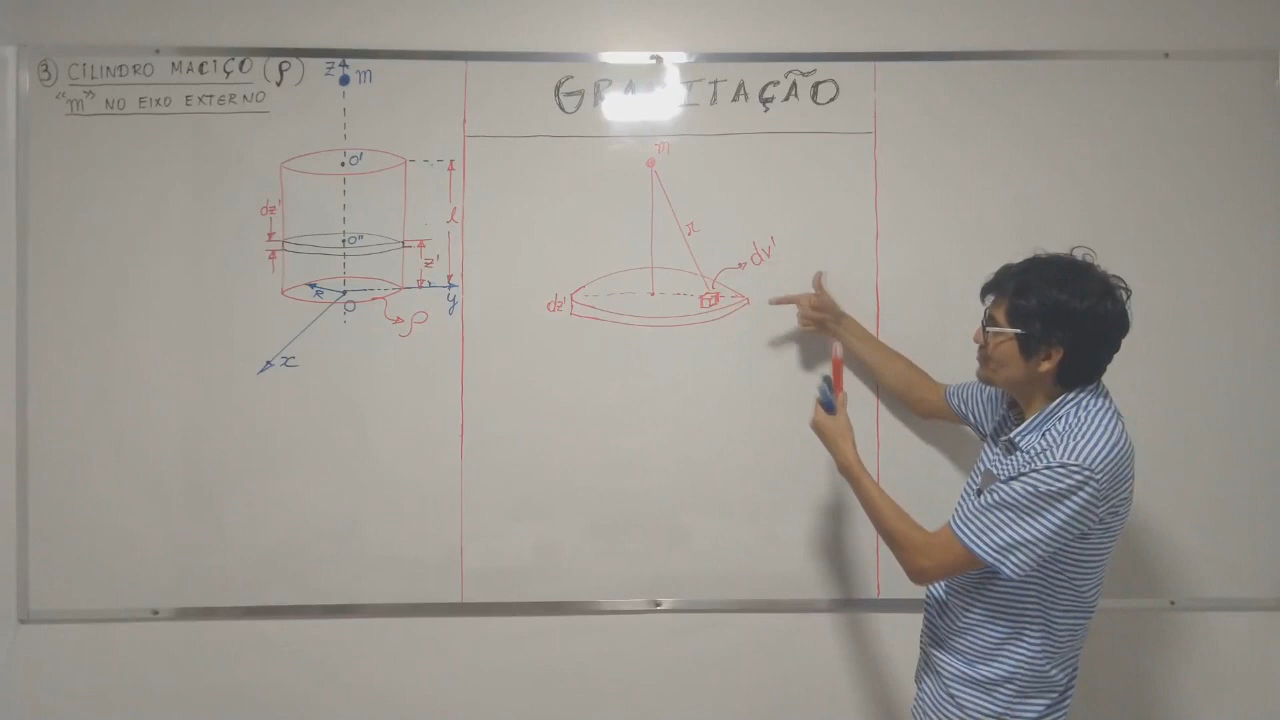 ③ CILINDRO MACIÇO (ρ)
"m" NO EIXO EXTERNO
z m
O'
dz'
O"
l
z'
R
O
y
ρ
x
GRAVITAÇÃO
m
r
dv'
dz'